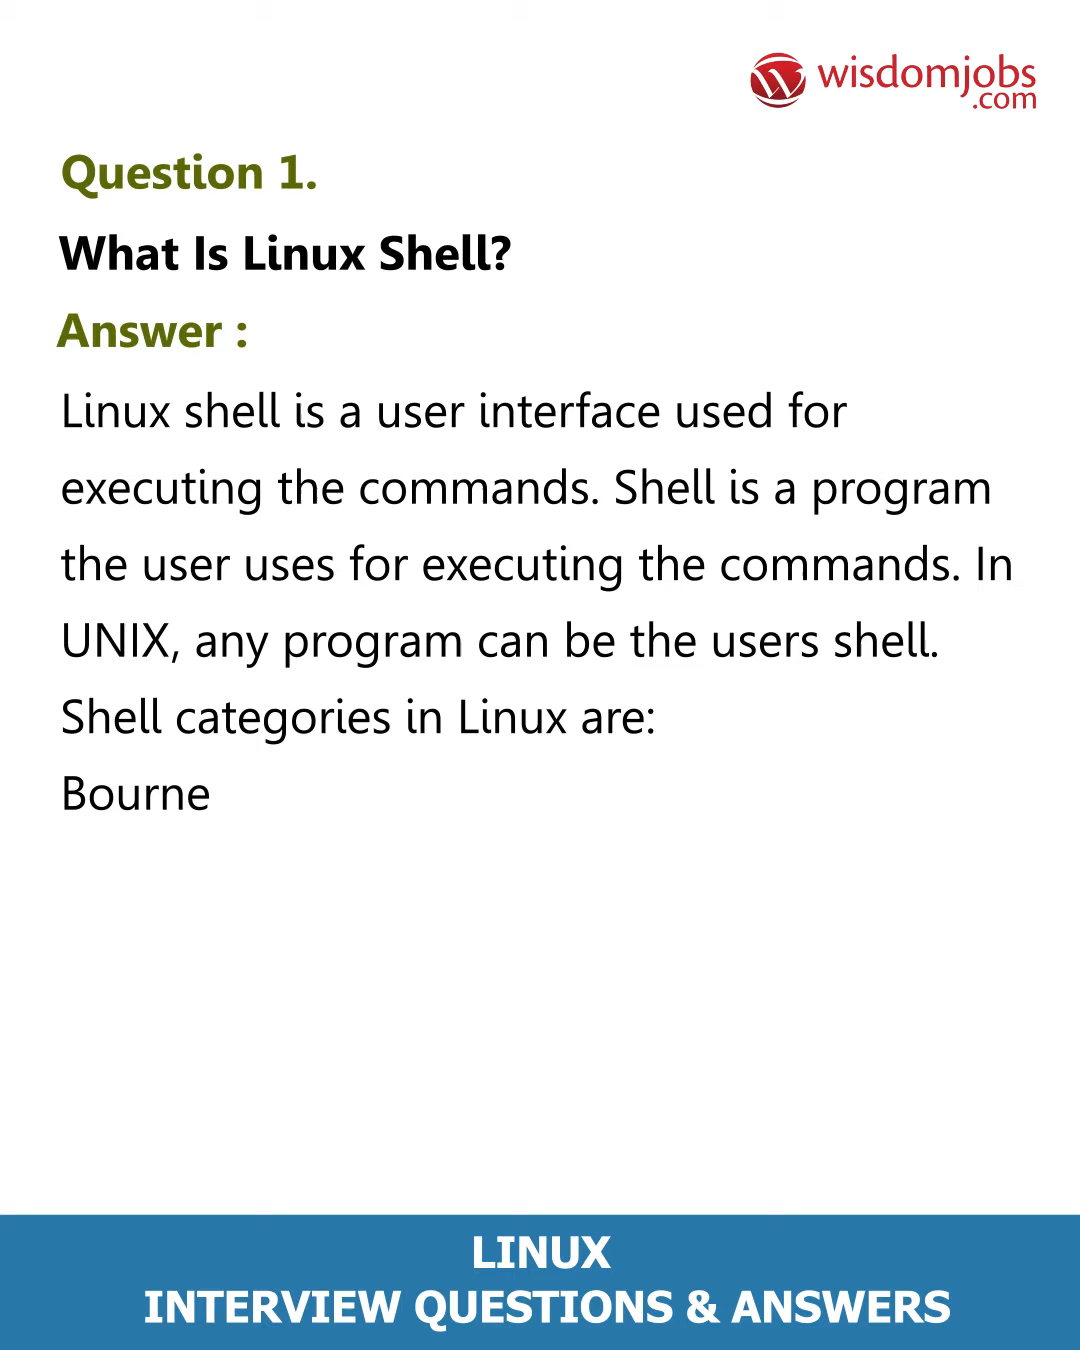 wisdomjobs
.com
Question 1.
What Is Linux Shell?
Answer :
Linux shell is a user interface used for
executing the commands. Shell is a program
the user uses for executing the commands. In
UNIX, any program can be the users shell.
Shell categories in Linux are:
Bourne
LINUX
INTERVIEW QUESTIONS & ANSWERS